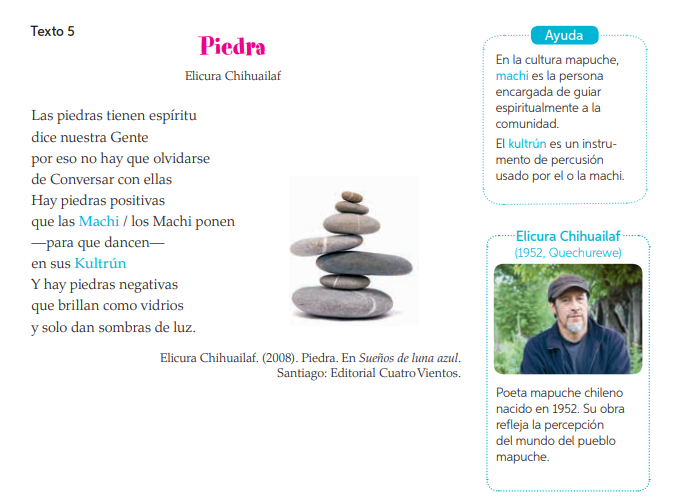 Texto 5
Piedra
Elicura Chihuailaf
Las piedras tienen espíritu
dice nuestra Gente
por eso no hay que olvidarse
de Conversar con ellas
Hay piedras positivas
que las Machi / los Machi ponen
—para que dancen—
en sus Kultrún
Y hay piedras negativas
que brillan como vidrios
y solo dan sombras de luz.
Elicura Chihuailaf. (2008). Piedra. En Sueños de luna azul.
Santiago: Editorial Cuatro Vientos.
Ayuda
En la cultura mapuche,
machi es la persona
encargada de guiar
espiritualmente a la
comunidad.
El kultrún es un instru-
mento de percusión
usado por el o la machi.
Elicura Chihuailaf
(1952, Quechurewe)
Poeta mapuche chileno
nacido en 1952. Su obra
refleja la percepción
del mundo del pueblo
mapuche.